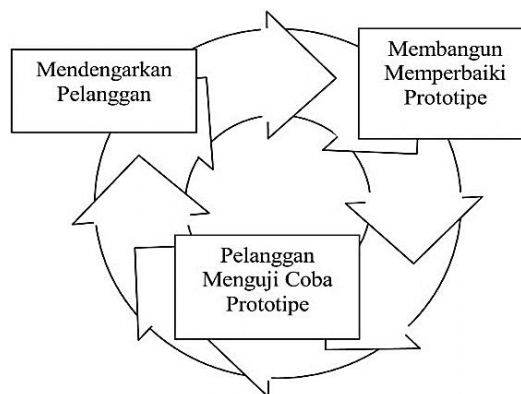 Mendengarkan
Pelanggan
Membangun
Memperbaiki
Prototipe
Pelanggan
Menguji Coba
Prototipe